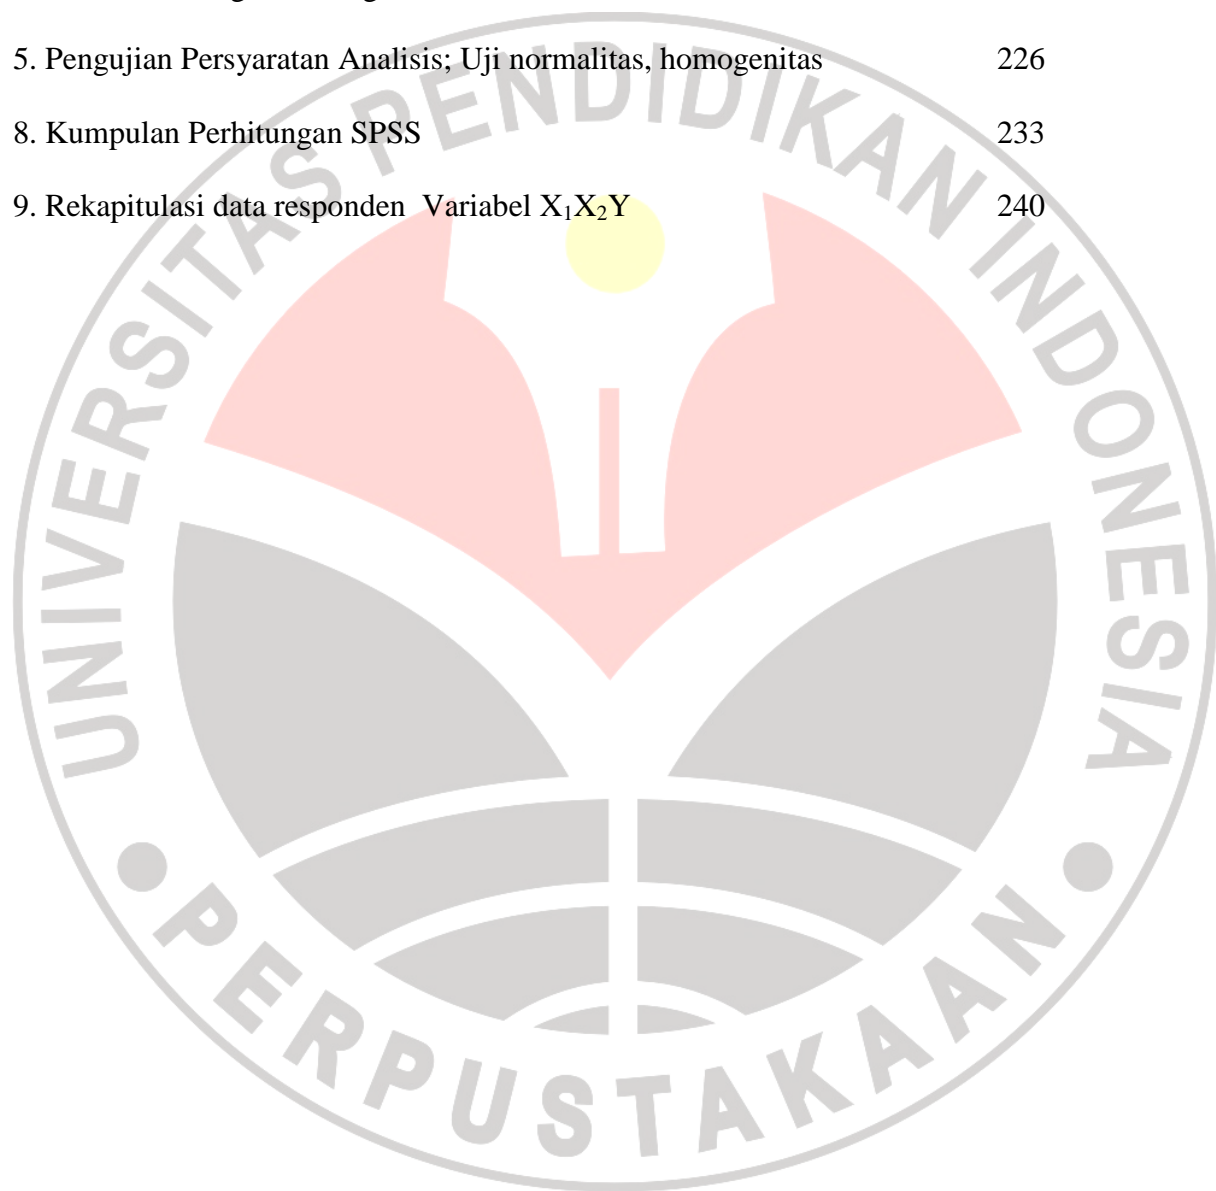 5. Pengujian Persyaratan Analisis; Uji normalitas, homogenitas 226
8. Kumpulan Perhitungan SPSS 233
9. Rekapitulasi data responden Variabel X₁X₂Y 240
UNIVERSITAS PENDIDIKAN INDONESIA
PERPUSTAKAAN